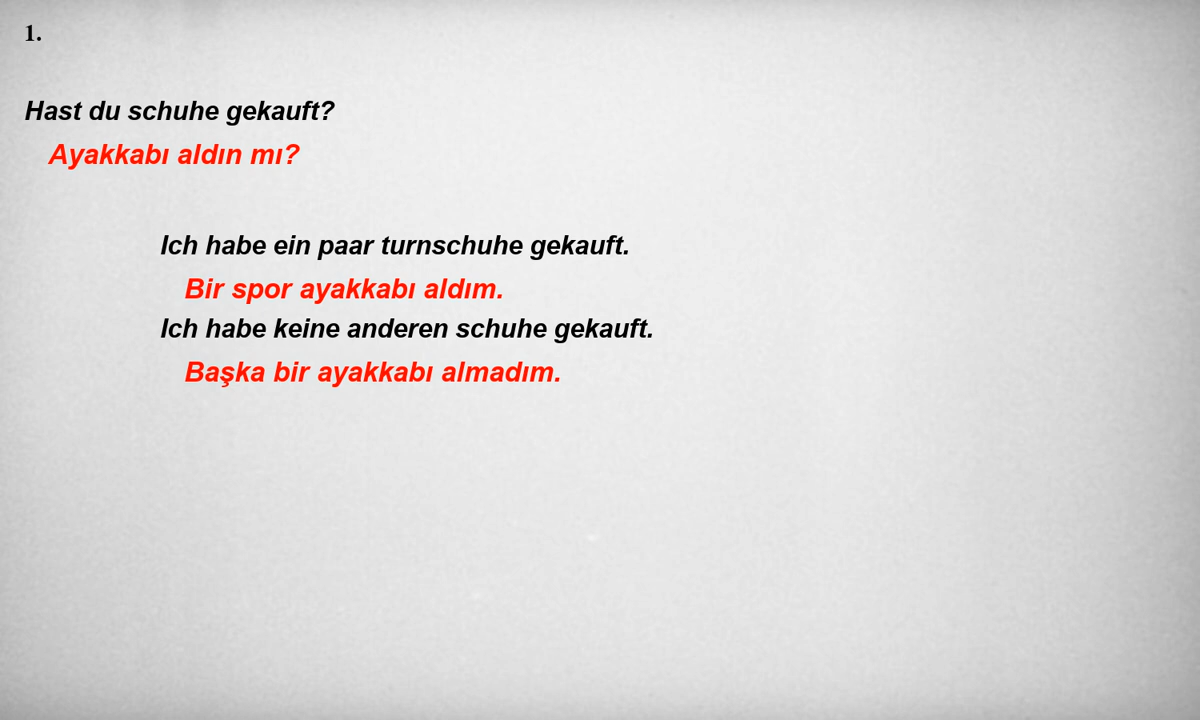 1.
Hast du schuhe gekauft?
Ayakkabı aldın mı?
Ich habe ein paar turnschuhe gekauft.
Bir spor ayakkabı aldım.
Ich habe keine anderen schuhe gekauft.
Başka bir ayakkabı almadım.